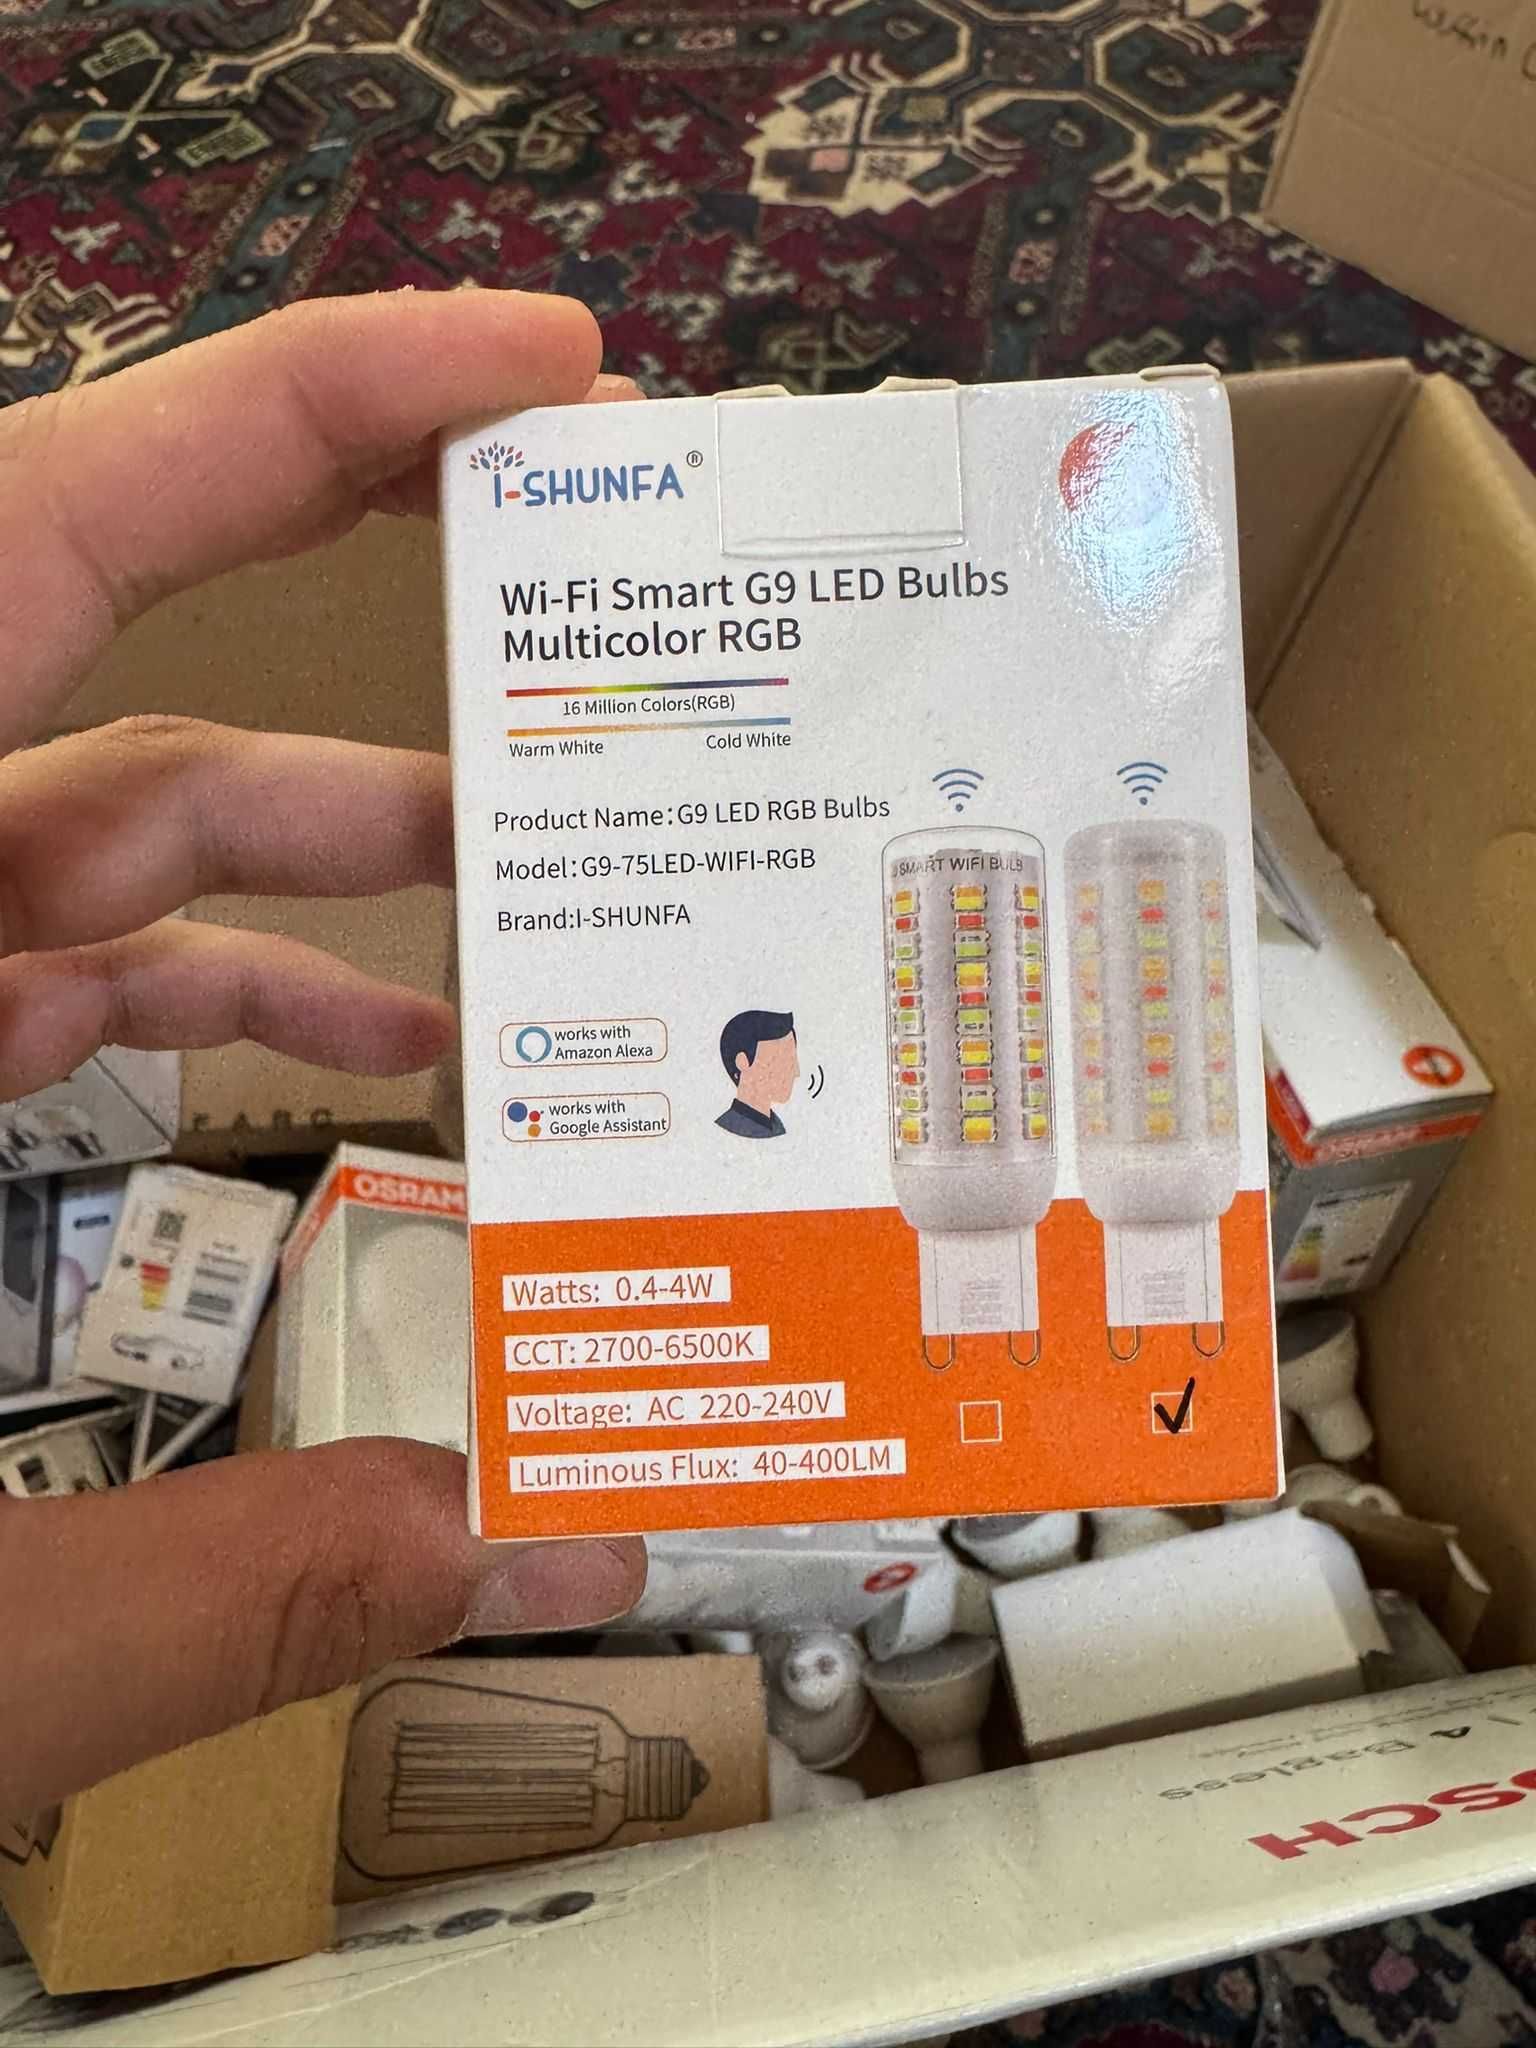 i-SHUNFA®
Wi-Fi Smart G9 LED Bulbs
Multicolor RGB
16 Million Colors(RGB)
Warm White Cold White
Product Name:G9 LED RGB Bulbs
Model:G9-75LED-WIFI-RGB
Brand:I-SHUNFA
SMART WIFI BULB
works with
Amazon Alexa
works with
Google Assistant
Watts: 0.4-4W
CCT: 2700-6500K
Voltage: AC 220-240V
Luminous Flux: 40-400LM
OSRAM
OSRAM
Bagless